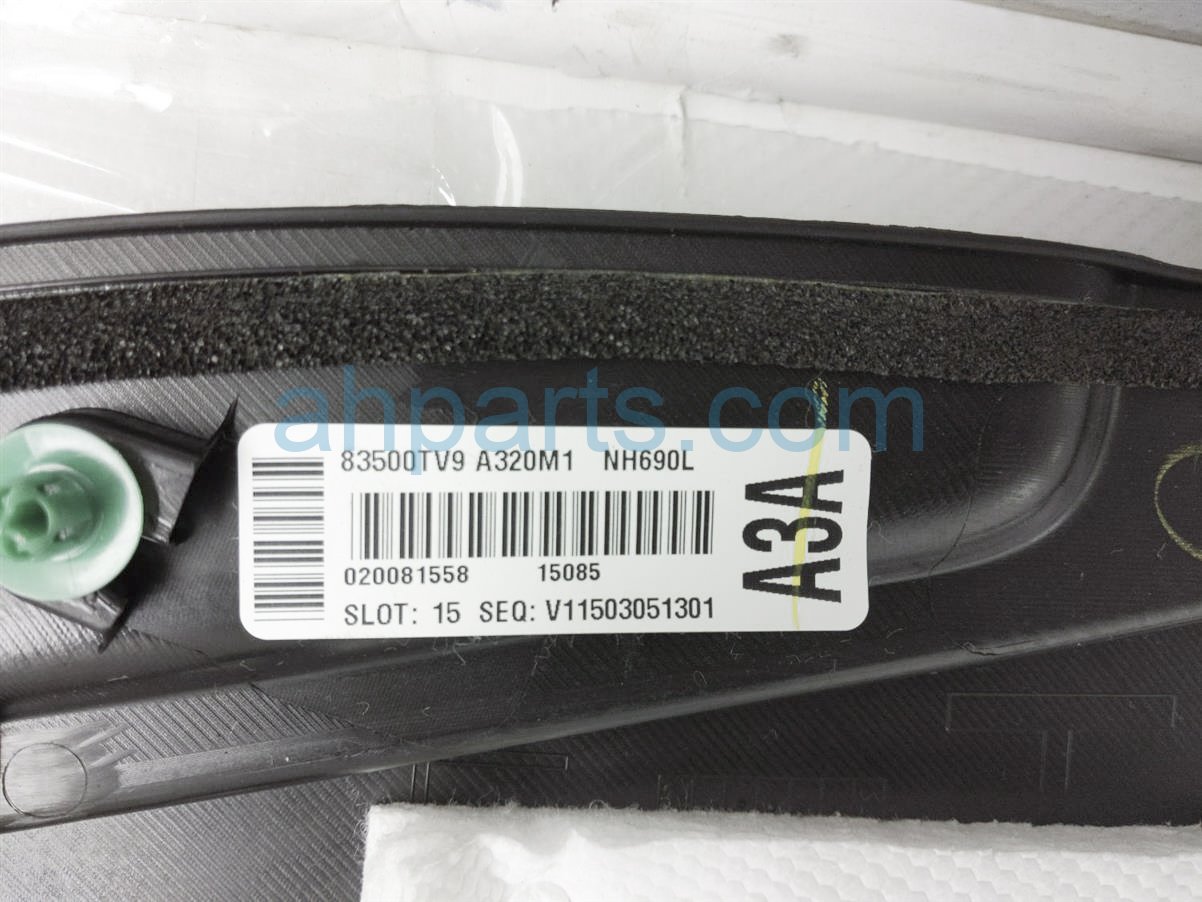 ahparts.com
83500TV9 A320M1 NH690L
020081558 15085
SLOT: 15 SEQ: V11503051301
A3A